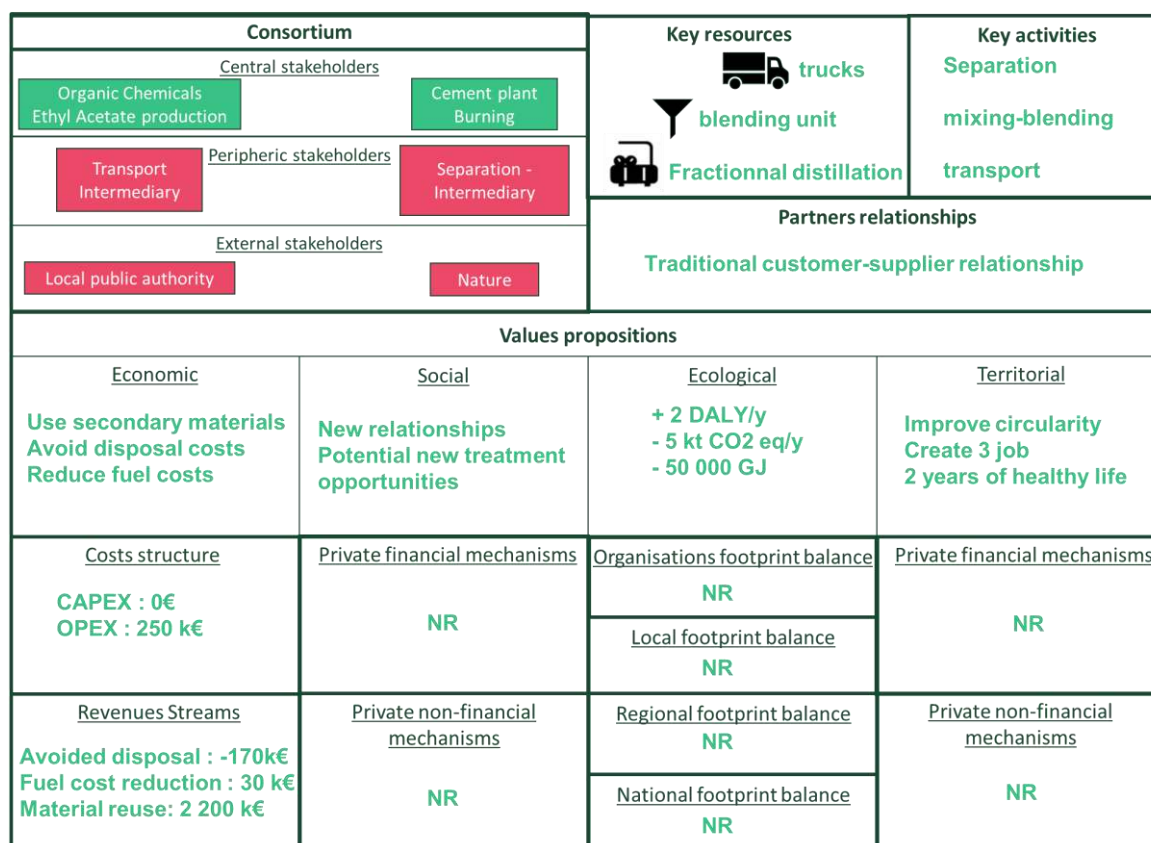 Consortium
Central stakeholders
Organic Chemicals
Ethyl Acetate production
Cement plant
Burning
Peripheric stakeholders
Transport
Intermediary
Separation -
Intermediary
External stakeholders
Local public authority
Nature
Key resources
trucks
blending unit
Fractionnal distillation
Key activities
Separation
mixing-blending
transport
Partners relationships
Traditional customer-supplier relationship
Values propositions
Economic
Use secondary materials
Avoid disposal costs
Reduce fuel costs
Social
New relationships
Potential new treatment
opportunities
Ecological
+ 2 DALY/y
- 5 kt CO2 eq/y
- 50 000 GJ
Territorial
Improve circularity
Create 3 job
2 years of healthy life
Costs structure
CAPEX : 0€
OPEX : 250 k€
Private financial mechanisms
NR
Organisations footprint balance
NR
Local footprint balance
NR
Private financial mechanisms
NR
Revenues Streams
Avoided disposal : -170k€
Fuel cost reduction : 30 k€
Material reuse: 2 200 k€
Private non-financial
mechanisms
NR
Regional footprint balance
NR
National footprint balance
NR
Private non-financial
mechanisms
NR